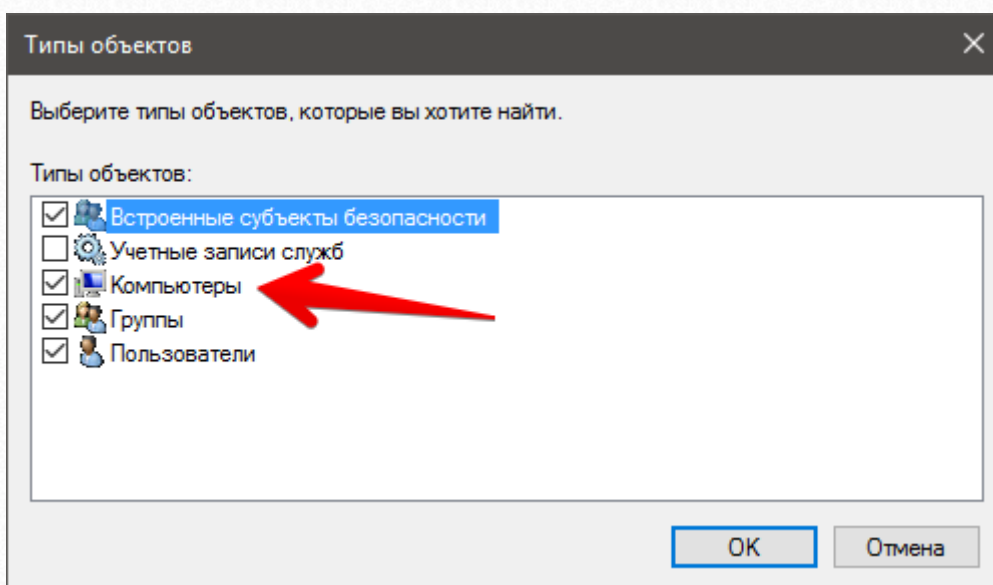 Типы объектов
Выберите типы объектов, которые вы хотите найти.
Типы объектов:
Встроенные субъекты безопасности
Учетные записи служб
Компьютеры
Группы
Пользователи
OK
Отмена